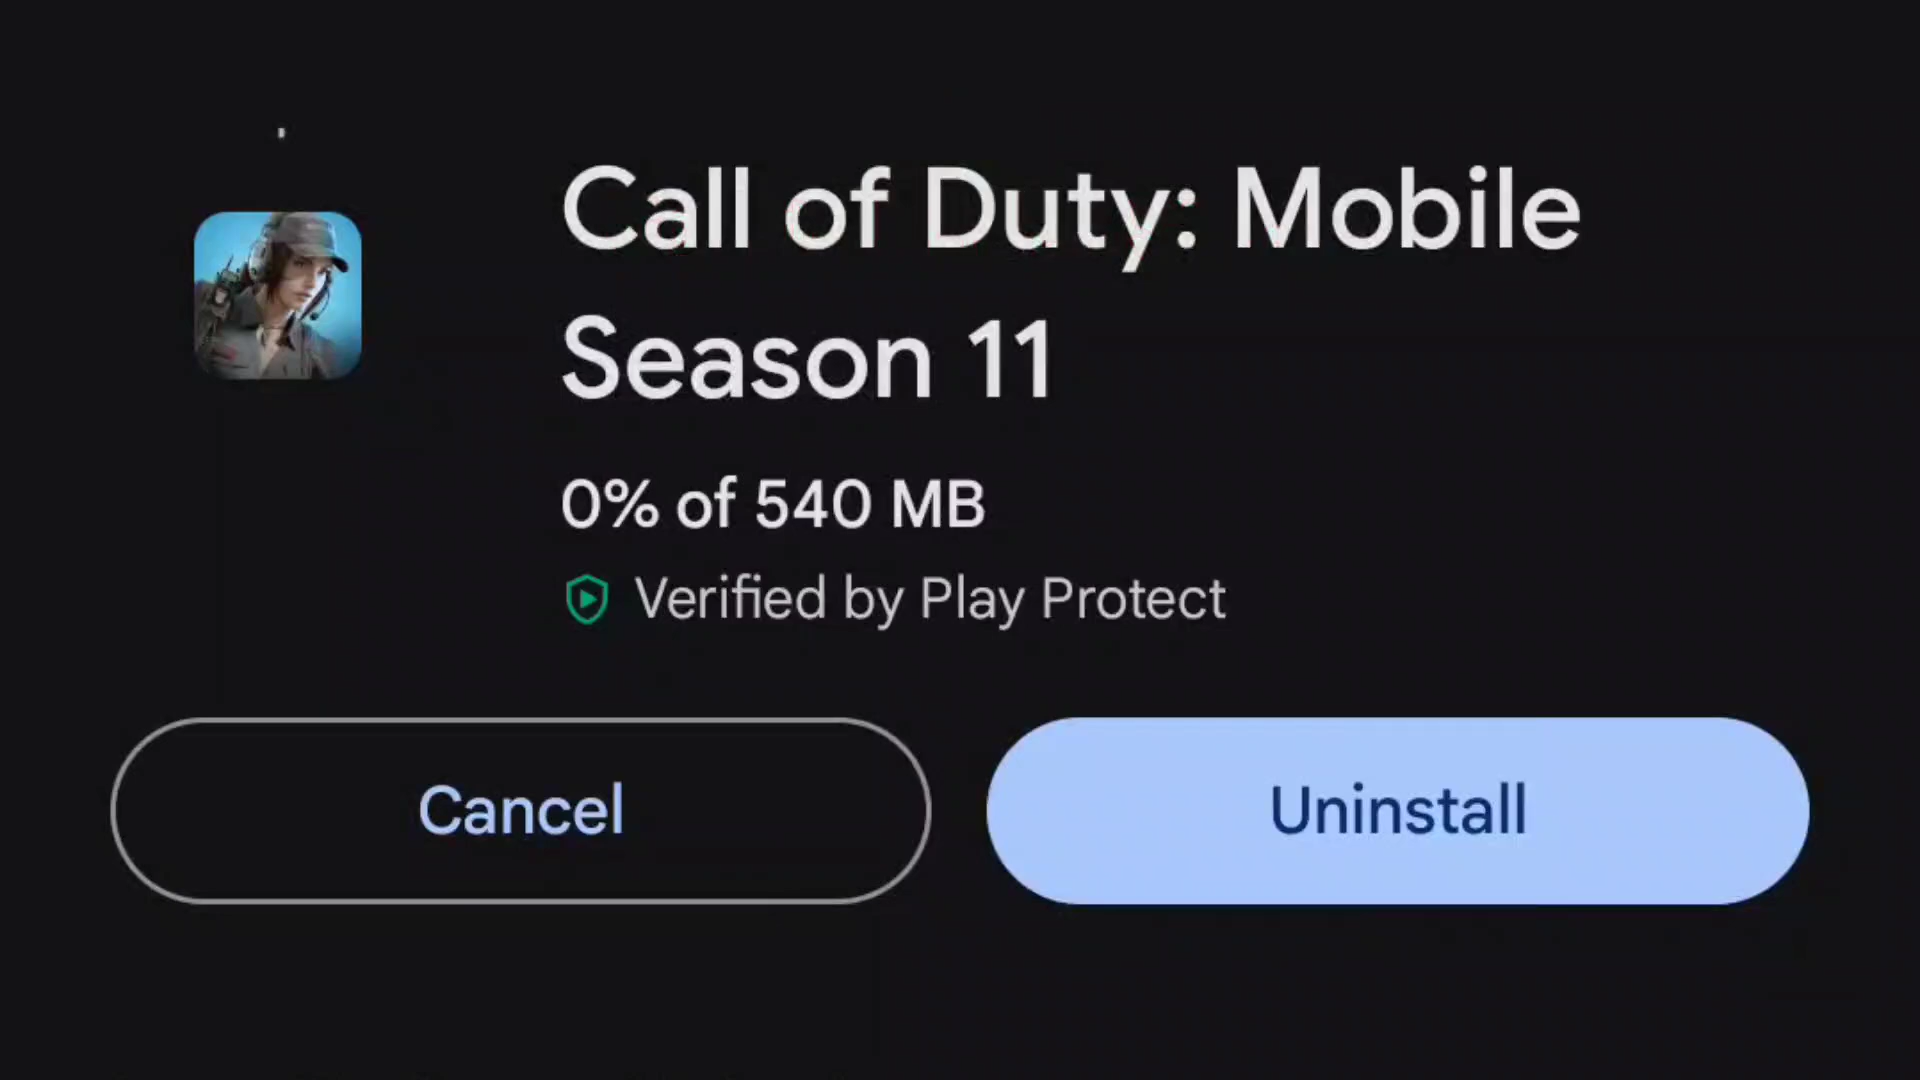 Call of Duty: Mobile
Season 11
0% of 540 MB
Verified by Play Protect
Cancel
Uninstall